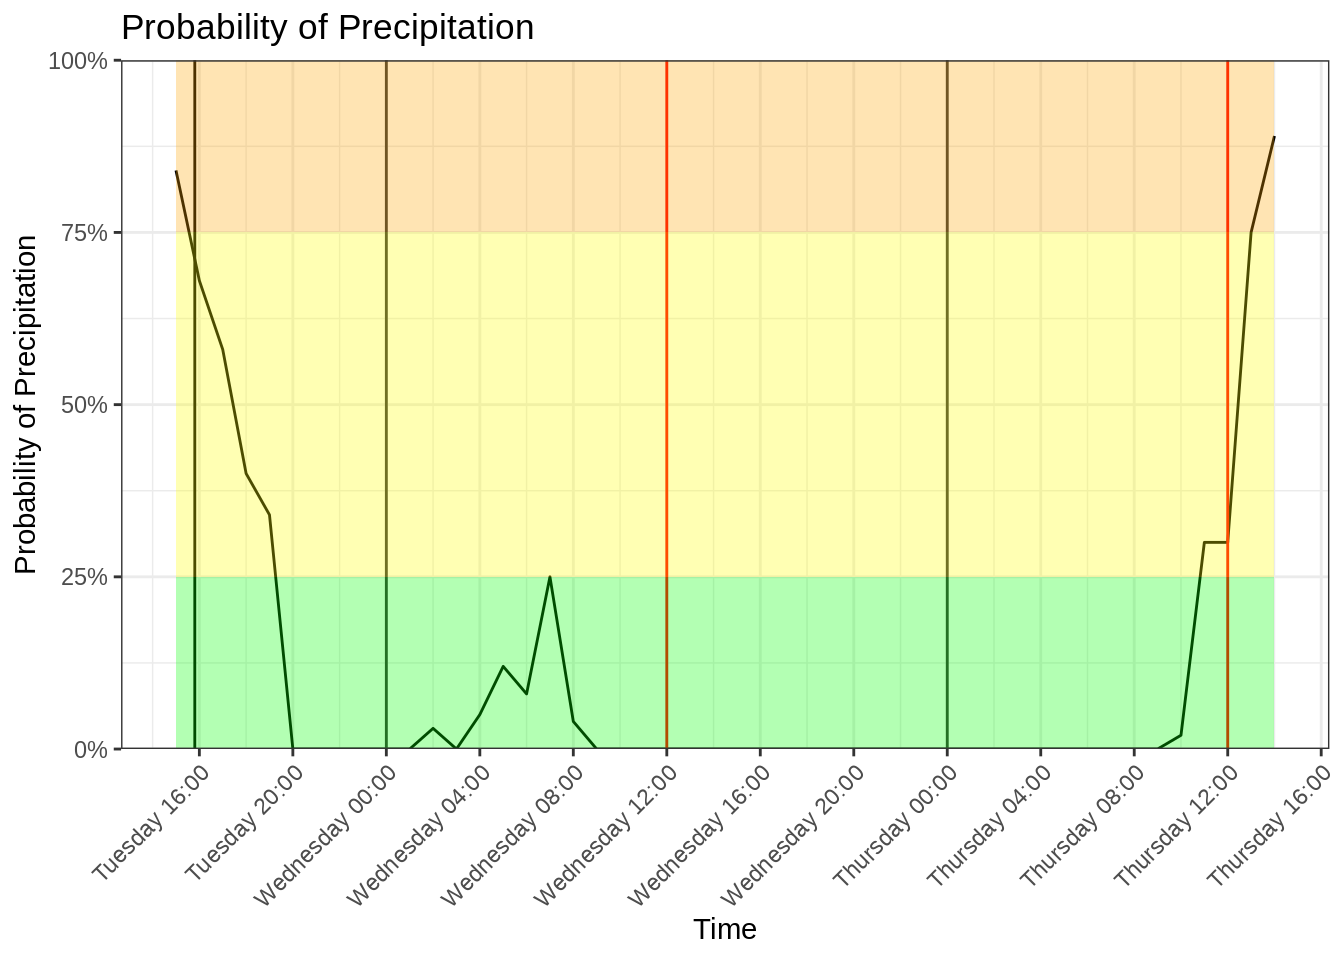 Probability of Precipitation
Probability of Precipitation
100%
75%
50%
25%
0%
Tuesday 16:00
Tuesday 20:00
Wednesday 00:00
Wednesday 04:00
Wednesday 08:00
Wednesday 12:00
Wednesday 16:00
Wednesday 20:00
Thursday 00:00
Thursday 04:00
Thursday 08:00
Thursday 12:00
Thursday 16:00
Time